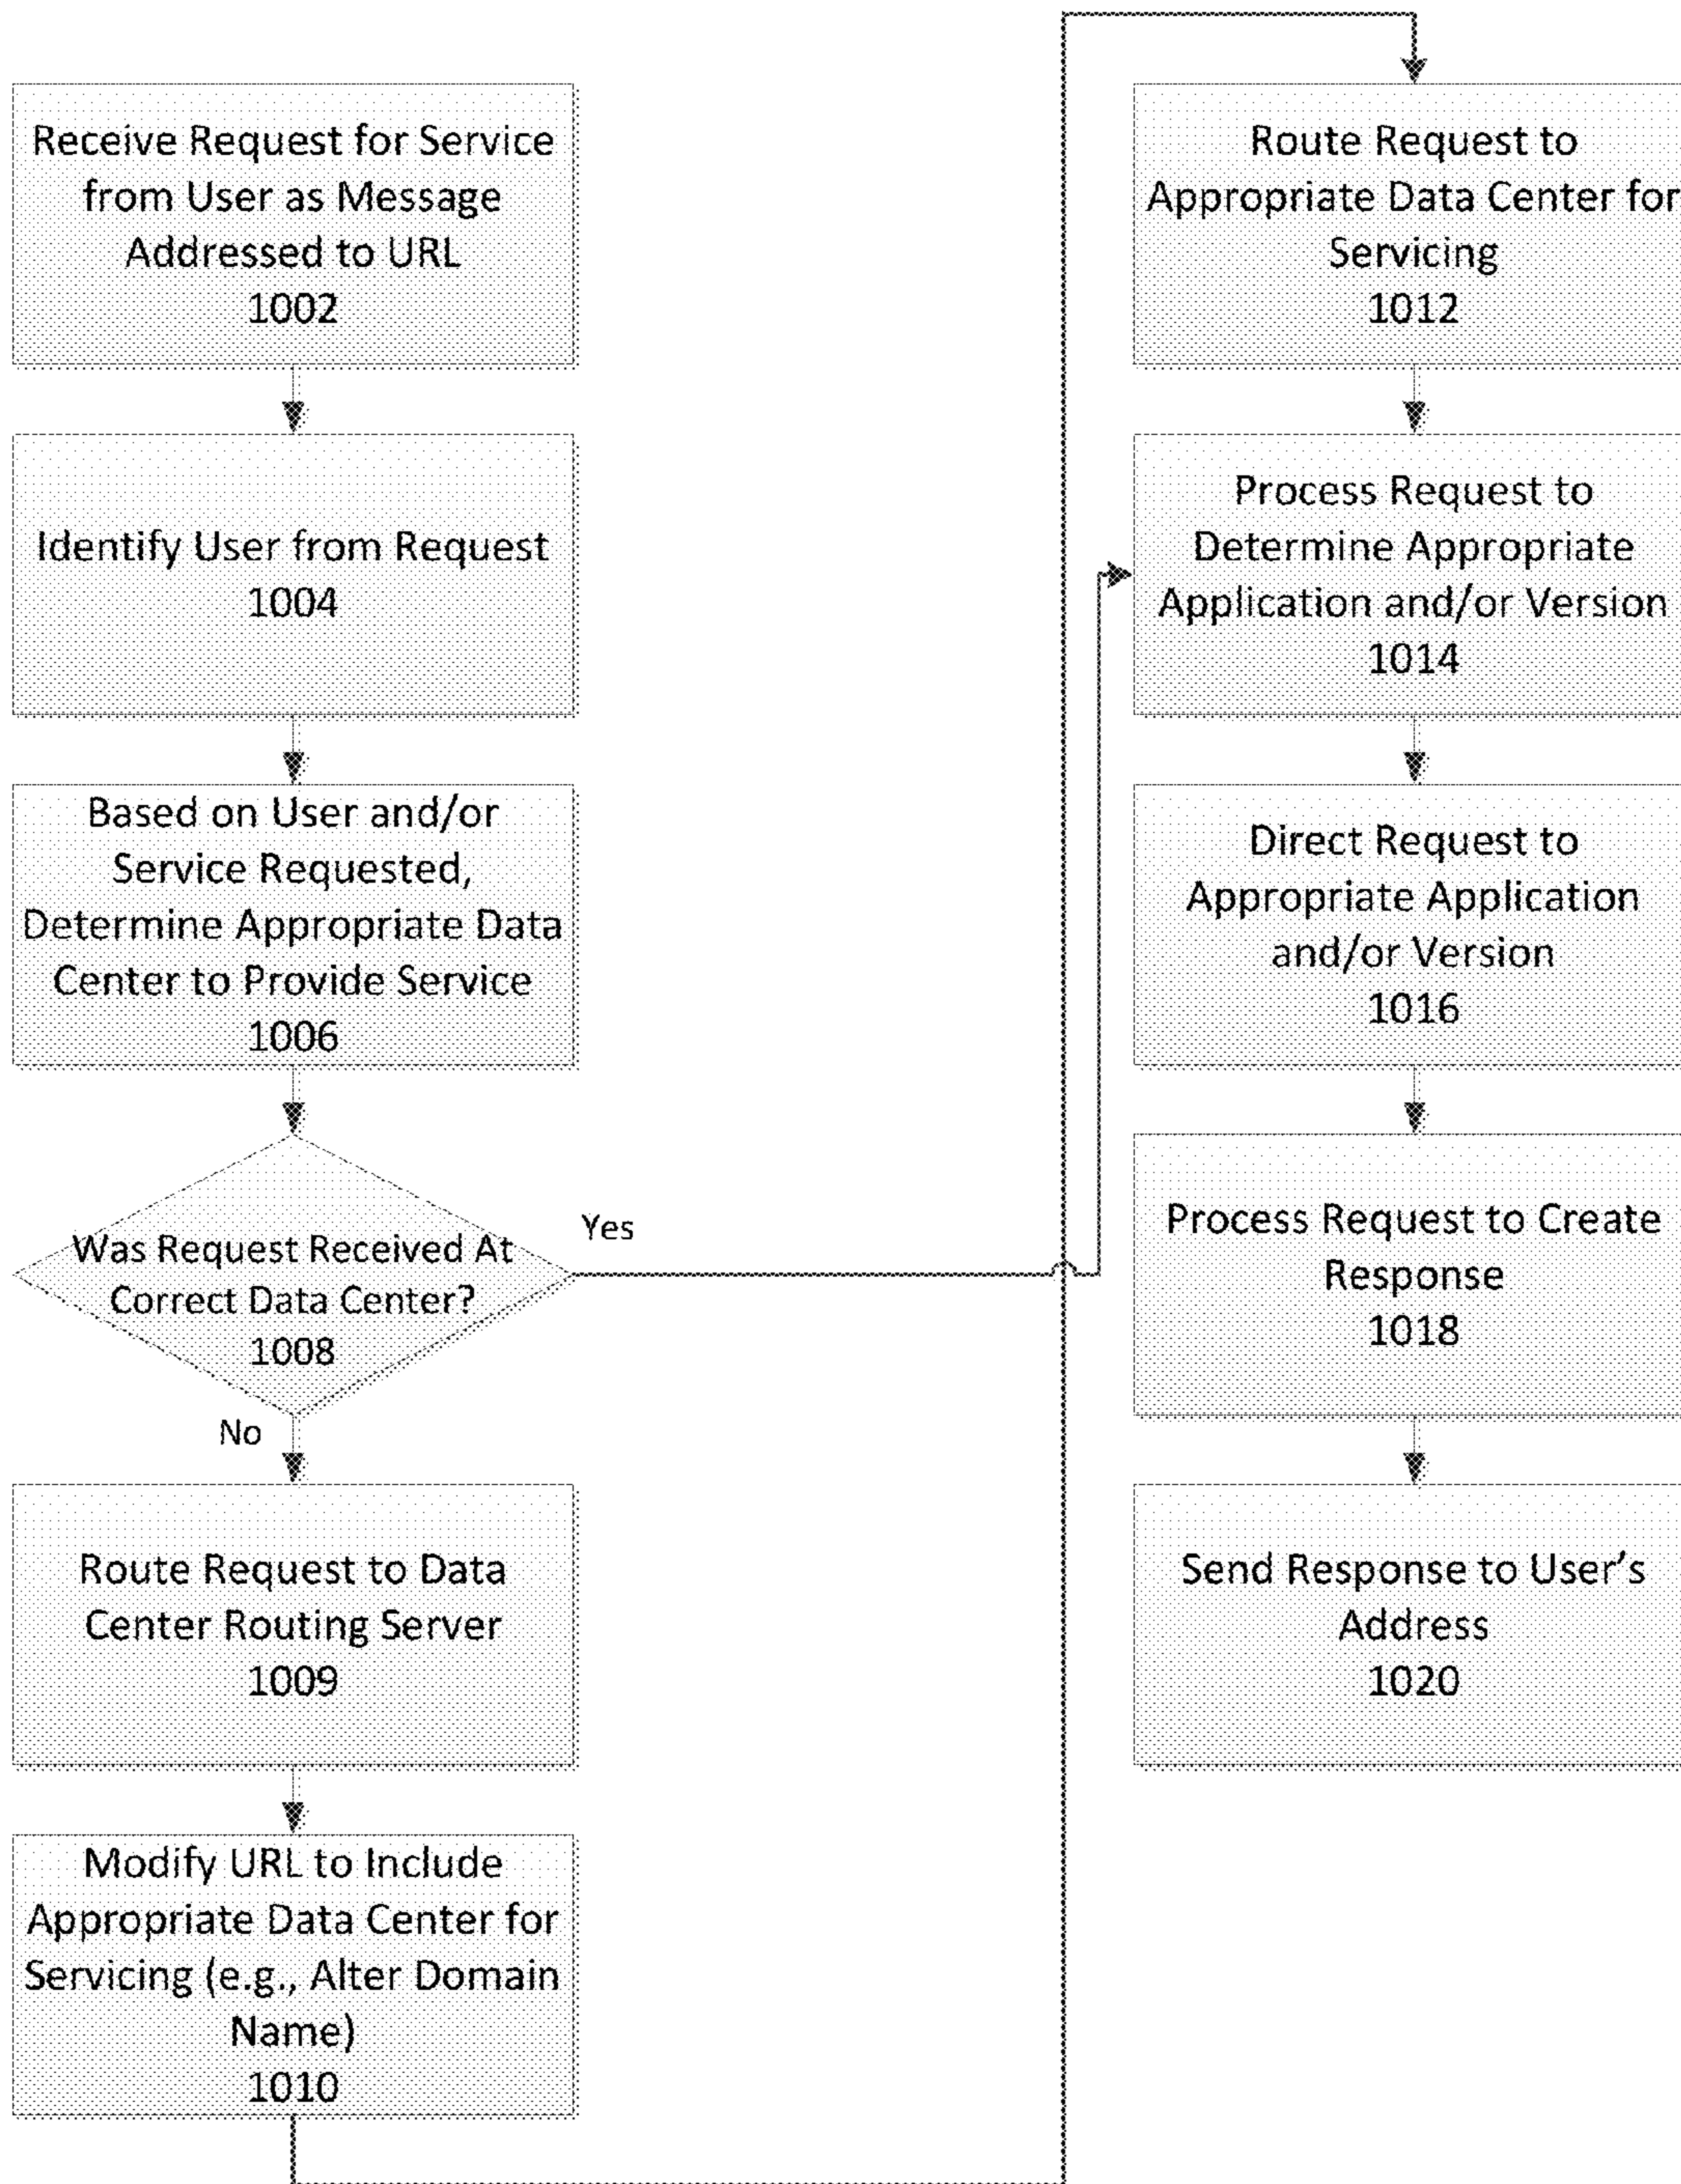 Receive Request for Service
from User as Message
Addressed to URL
1002
Identify User from Request
1004
Based on User and/or
Service Requested,
Determine Appropriate Data
Center to Provide Service
1006
Was Request Received At
Correct Data Center?
1008
Yes
No
Route Request to Data
Center Routing Server
1009
Modify URL to Include
Appropriate Data Center for
Servicing (e.g., Alter Domain
Name)
1010
Route Request to
Appropriate Data Center for
Servicing
1012
Process Request to
Determine Appropriate
Application and/or Version
1014
Direct Request to
Appropriate Application
and/or Version
1016
Process Request to Create
Response
1018
Send Response to User's
Address
1020